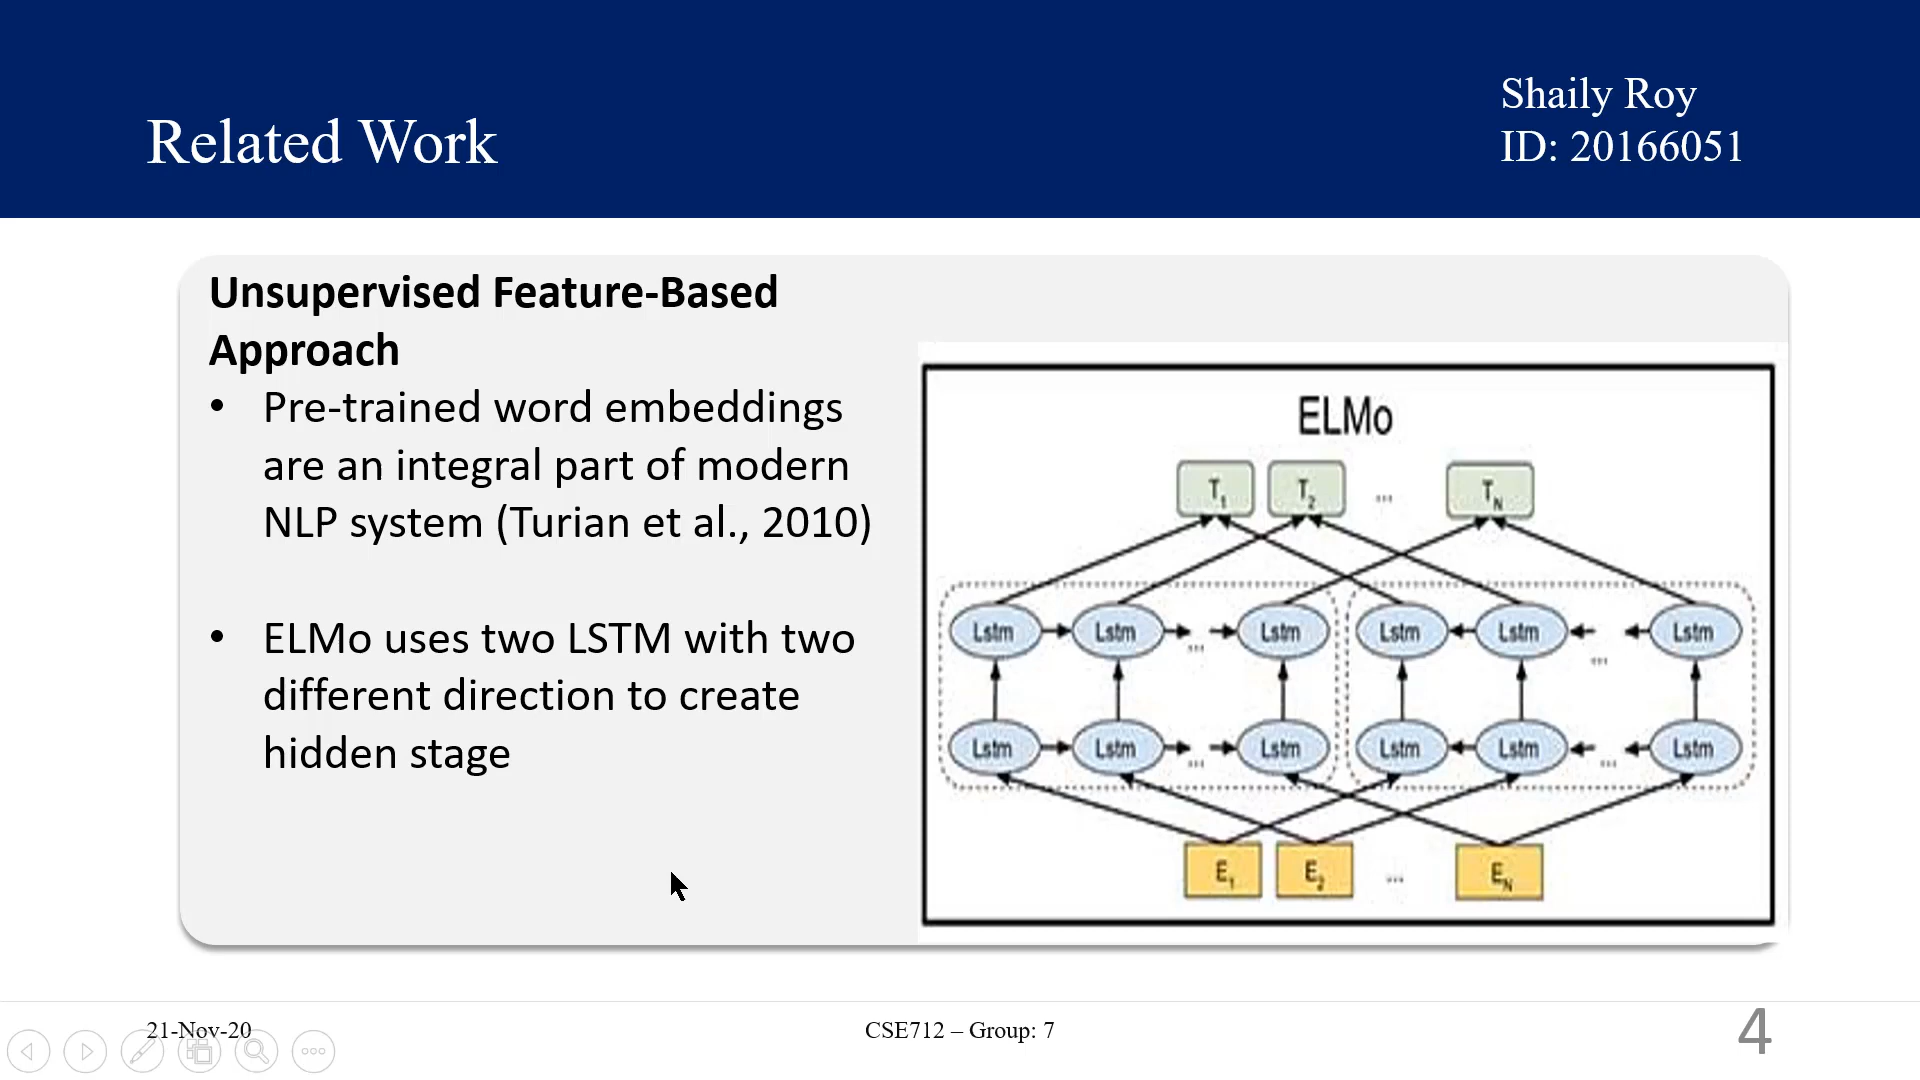 Related Work
Shaily Roy
ID: 20166051
Unsupervised Feature-Based
Approach
• Pre-trained word embeddings
are an integral part of modern
NLP system (Turian et al., 2010)
• ELMo uses two LSTM with two
different direction to create
hidden stage
ELMo
T1 T2 ... TN
Lstm Lstm ... Lstm Lstm Lstm ... Lstm
Lstm Lstm ... Lstm Lstm Lstm ... Lstm
E1 E2 ... EN
21-Nov-20
CSE712 – Group: 7
4